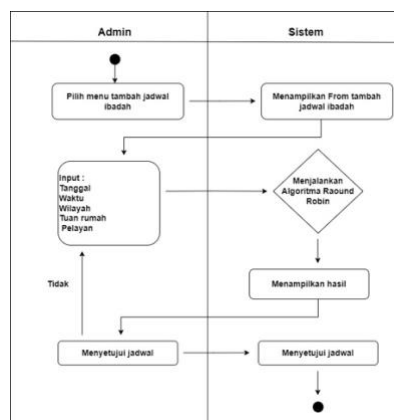 Admin
Sistem
Pilih menu tambah jadwal
ibadah
Menampilkan From tambah
jadwal ibadah
Input :
Tanggal
Waktu
Wilayah
Tuan rumah
Pelayan
Menjalankan
Algoritma Raound
Robin
Tidak
Menampilkan hasil
Menyetujui jadwal
Menyetujui jadwal